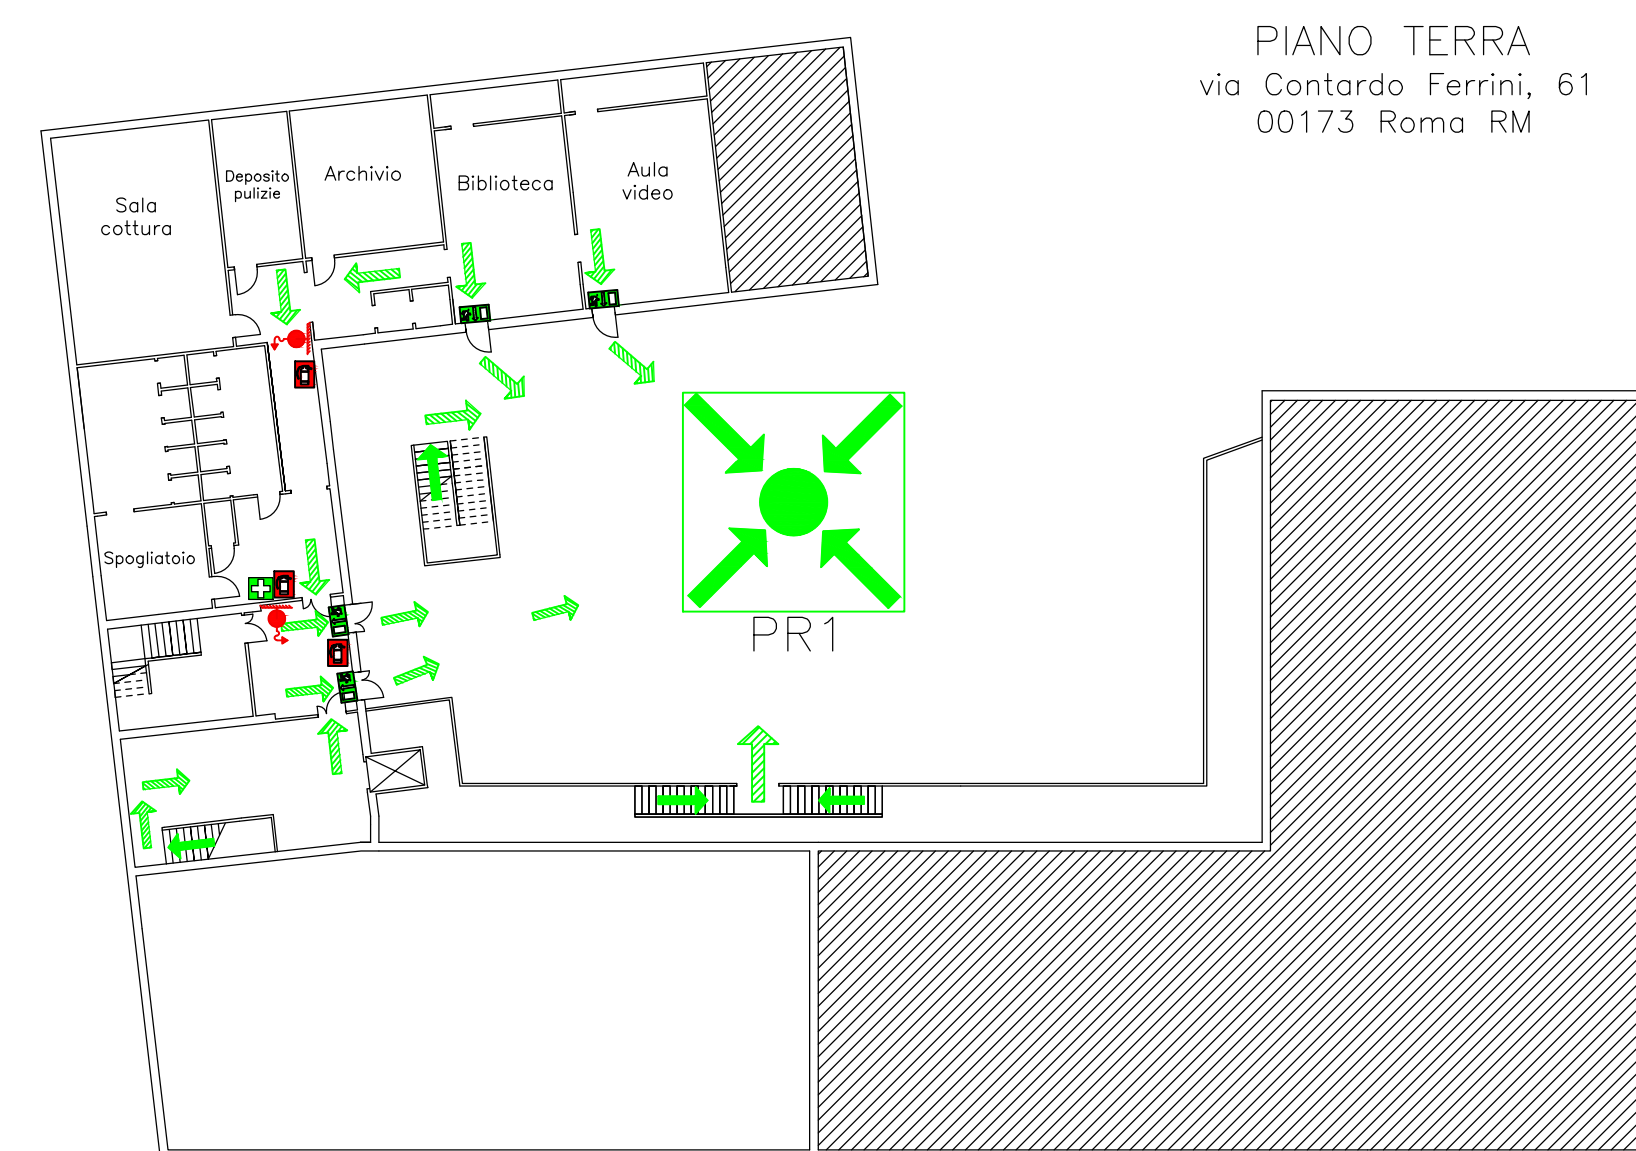 PIANO TERRA
via Contardo Ferrini, 61
00173 Roma RM
Sala
cottura
Deposito
pulizie
Archivio
Biblioteca
Aula
video
Spogliatoio
PR1